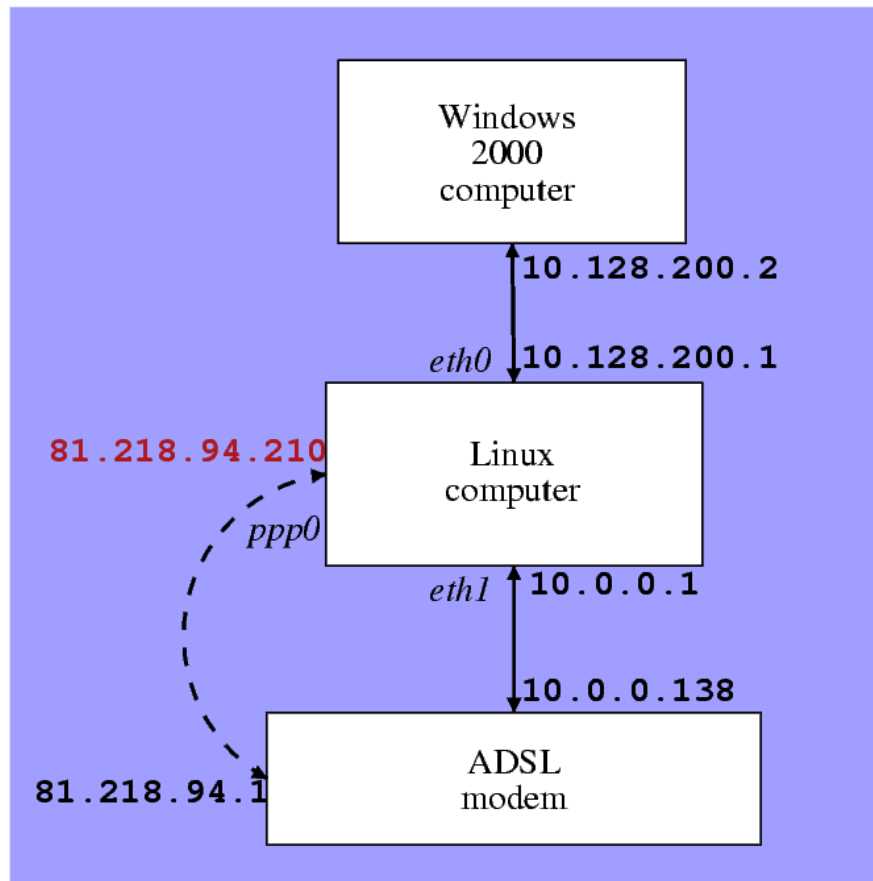 Windows
2000
computer
10.128.200.2
eth0
10.128.200.1
81.218.94.210
Linux
computer
ppp0
eth1
10.0.0.1
10.0.0.138
ADSL
modem
81.218.94.1